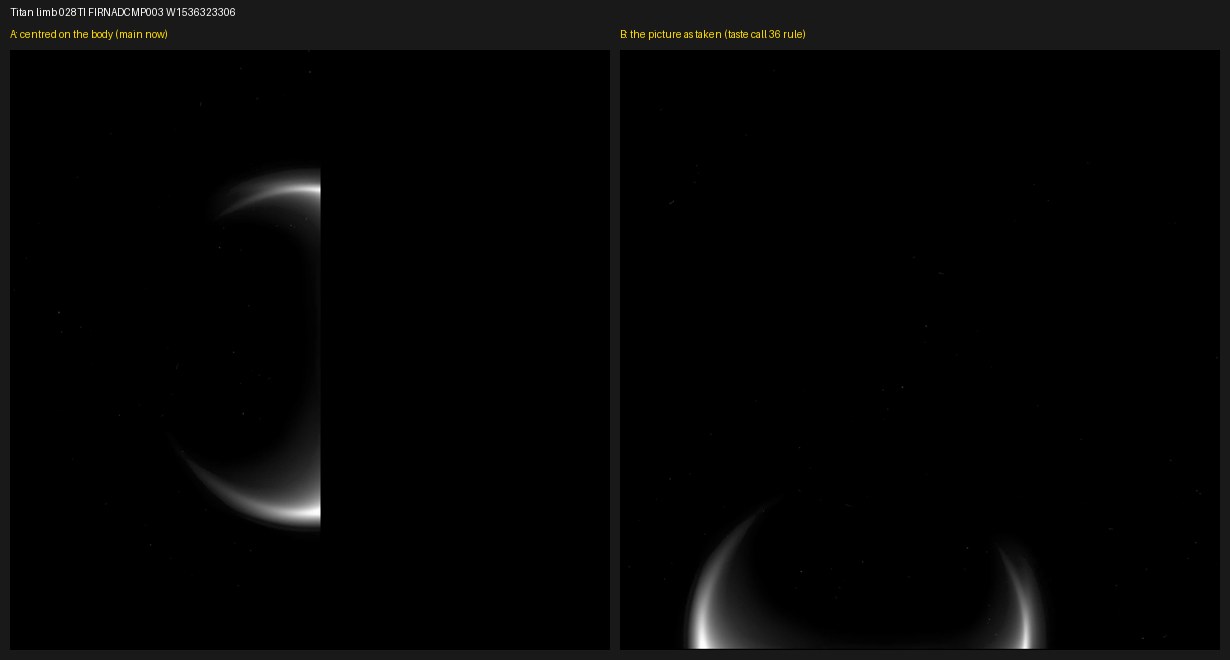 Titan limb 028TI FIRNADCMP003 W1536323306
A: centred on the body (main now)
B: the picture as taken (taste call 36 rule)